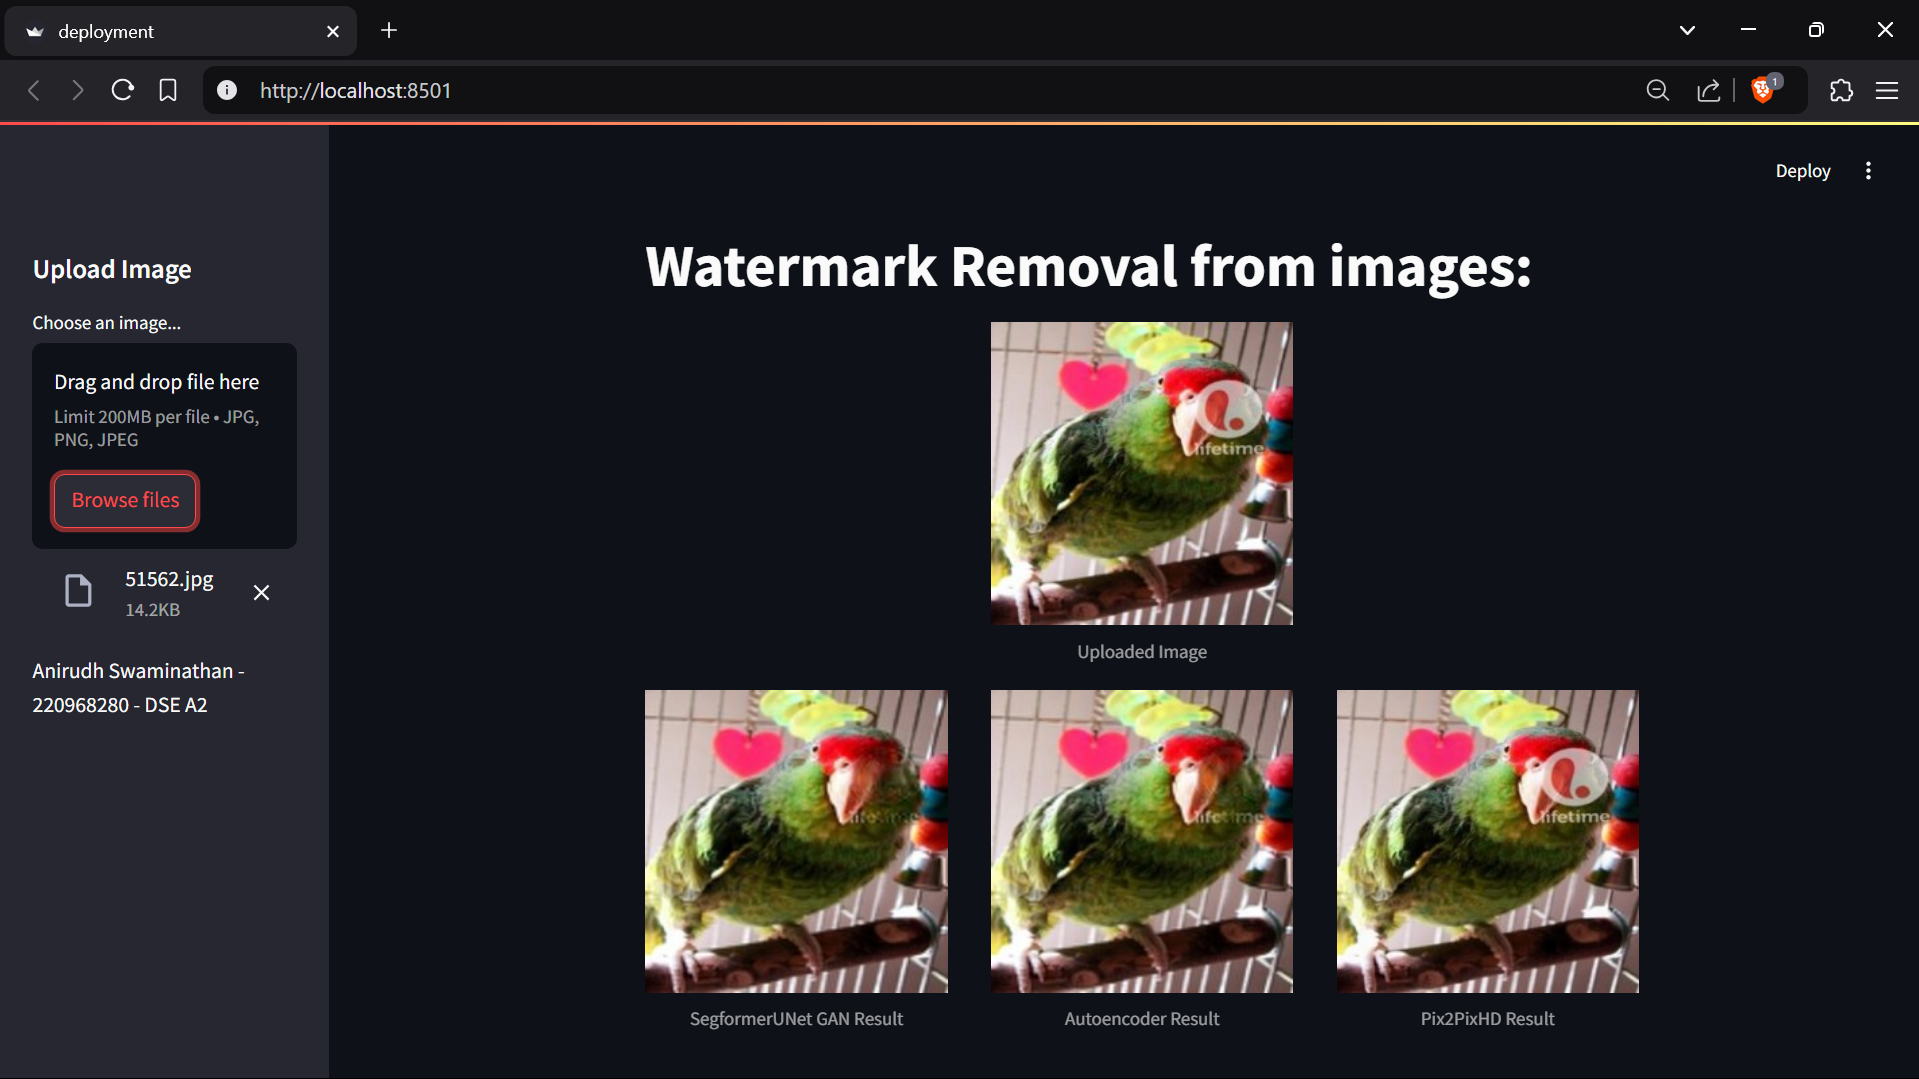 deployment
http://localhost:8501
1
Deploy
Upload Image
Choose an image...
Drag and drop file here
Limit 200MB per file • JPG,
PNG, JPEG
Browse files
51562.jpg
14.2KB
Anirudh Swaminathan -
220968280 - DSE A2
Watermark Removal from images:
lifetime
Uploaded Image
lifetime
lifetime
lifetime
SegformerUNet GAN Result
Autoencoder Result
Pix2PixHD Result